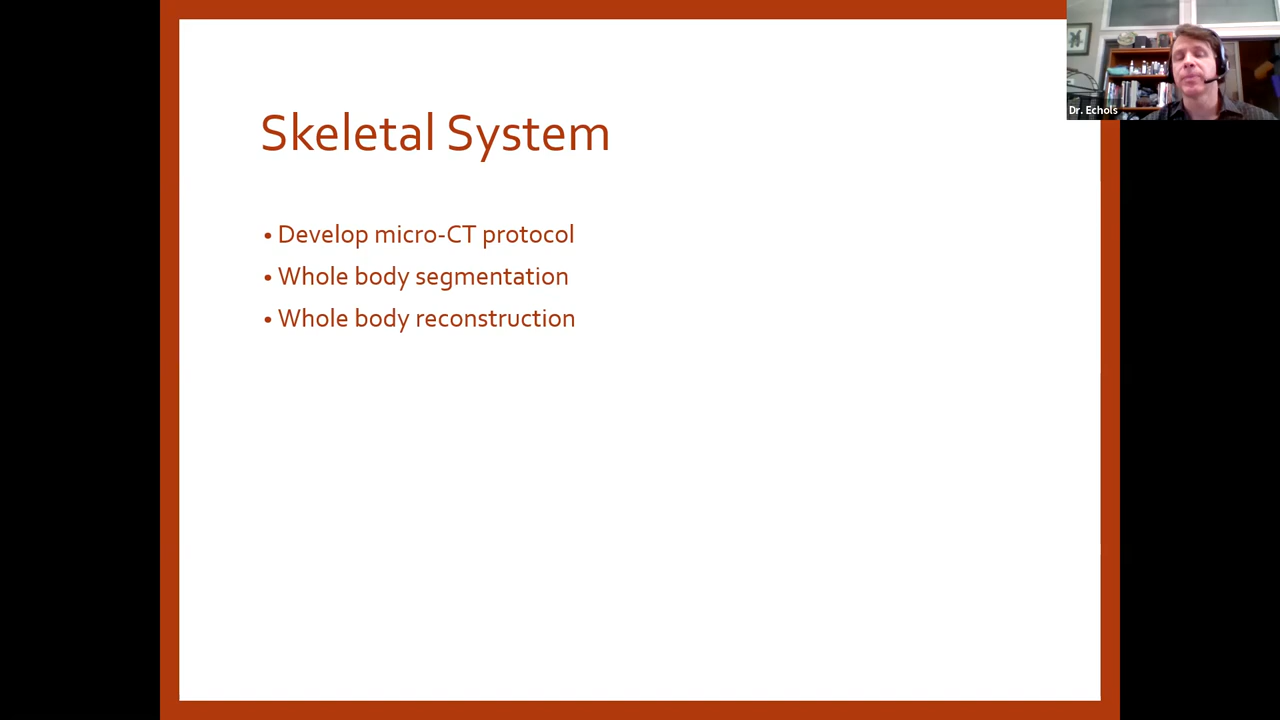 Skeletal System
• Develop micro-CT protocol
• Whole body segmentation
• Whole body reconstruction
Dr. Echols